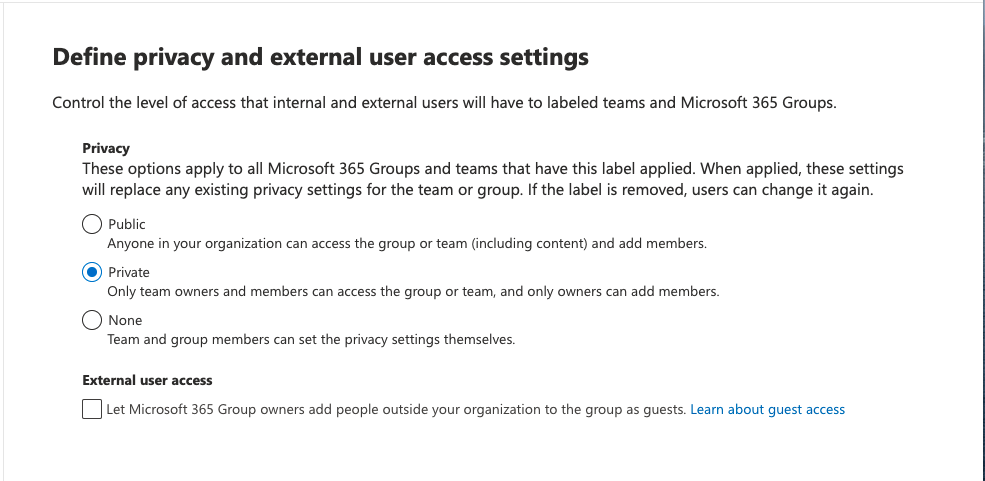 Define privacy and external user access settings
Control the level of access that internal and external users will have to labeled teams and Microsoft 365 Groups.
Privacy
These options apply to all Microsoft 365 Groups and teams that have this label applied. When applied, these settings
will replace any existing privacy settings for the team or group. If the label is removed, users can change it again.
Public
Anyone in your organization can access the group or team (including content) and add members.
Private
Only team owners and members can access the group or team, and only owners can add members.
None
Team and group members can set the privacy settings themselves.
External user access
Let Microsoft 365 Group owners add people outside your organization to the group as guests. Learn about guest access